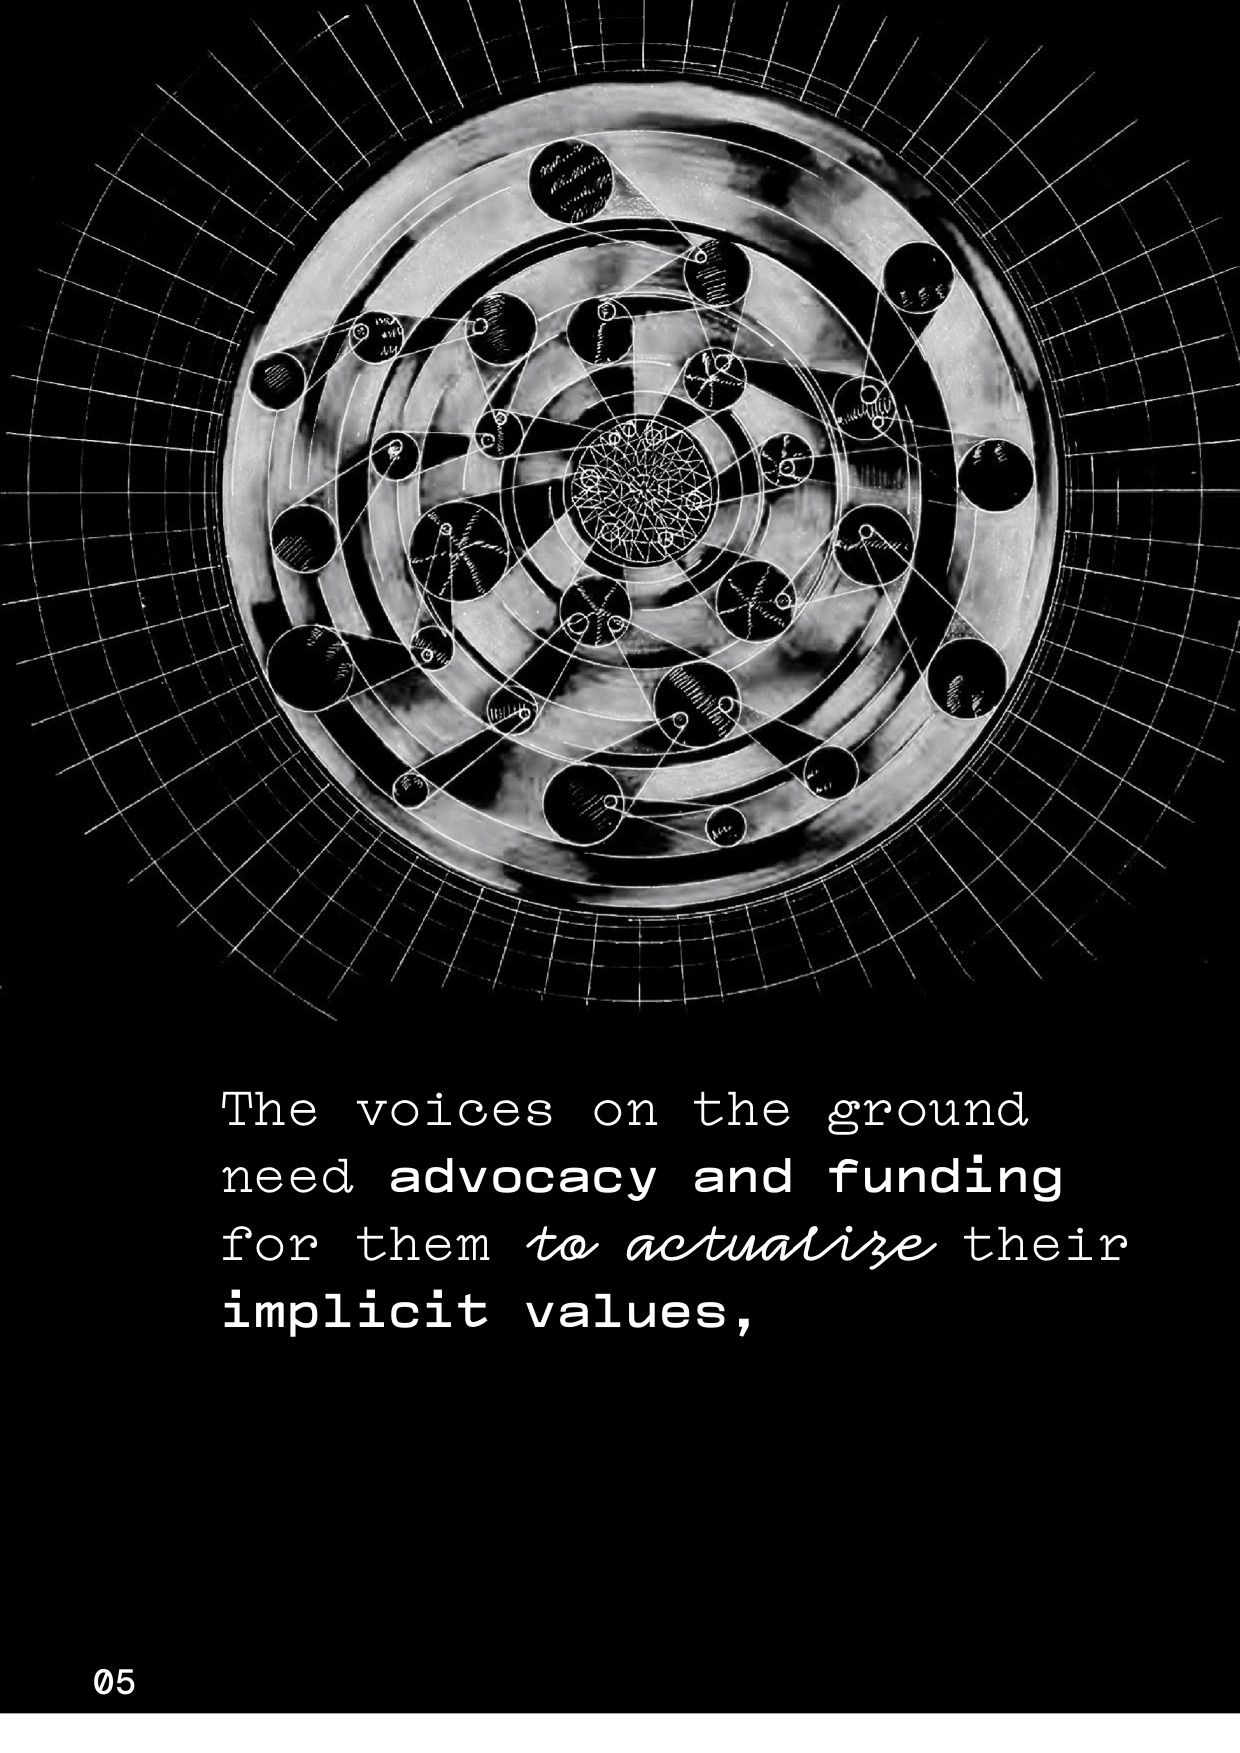 The voices on the ground
need advocacy and funding
for them to actualize their
implicit values,
05